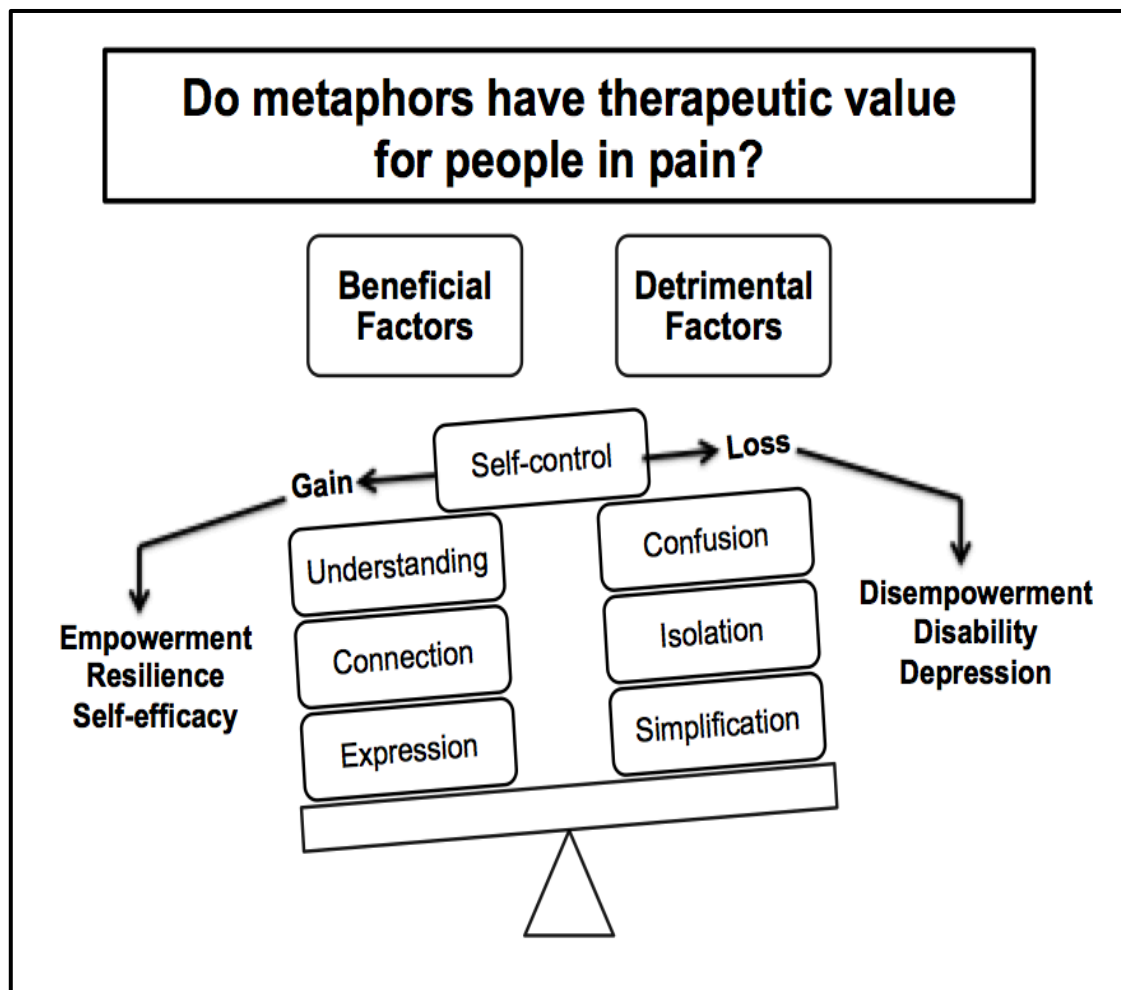 Do metaphors have therapeutic value
for people in pain?
Beneficial
Factors
Detrimental
Factors
Self-control
Gain
Loss
Understanding
Connection
Expression
Confusion
Isolation
Simplification
Empowerment
Resilience
Self-efficacy
Disempowerment
Disability
Depression